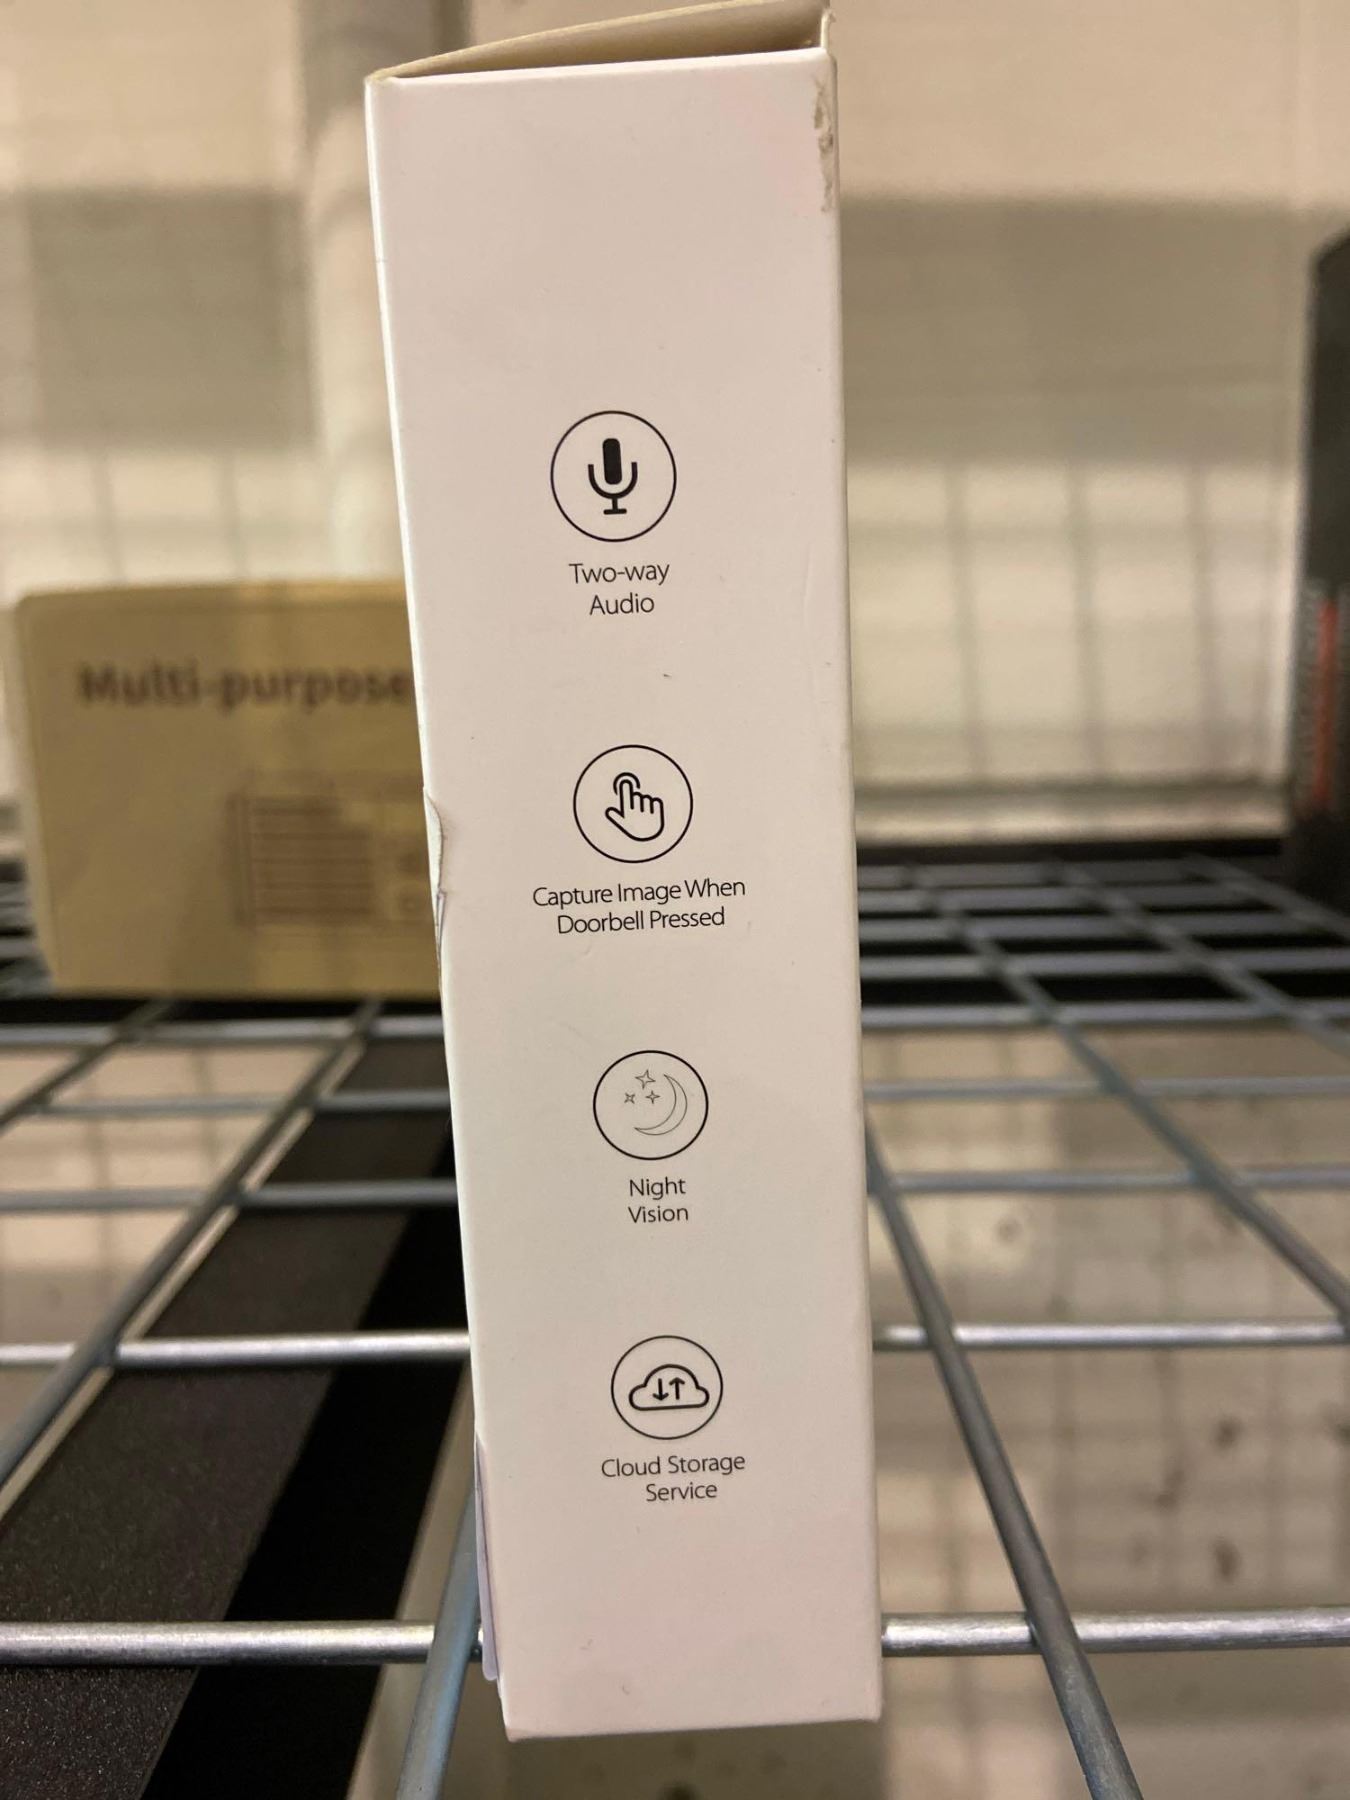 Two-way
Audio
Capture Image When
Doorbell Pressed
Night
Vision
Cloud Storage
Service
Multi-purpose